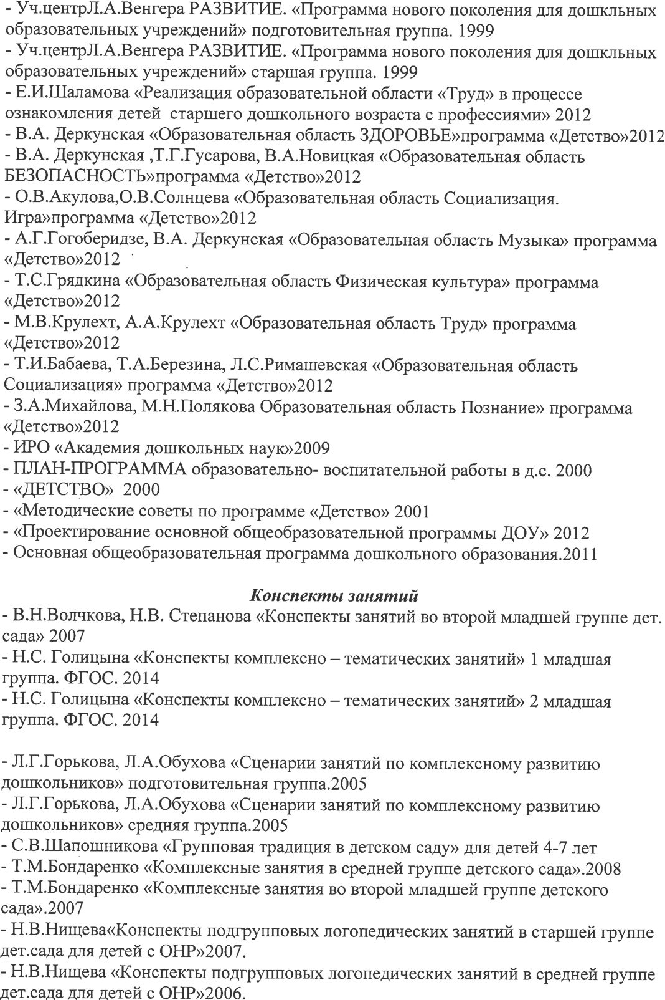 - Уч.центрЛ.А.Венгера РАЗВИТИЕ. «Программа нового поколения для дошкльных
образовательных учреждений» подготовительная группа. 1999
- Уч.центрЛ.А.Венгера РАЗВИТИЕ. «Программа нового поколения для дошкльных
образовательных учреждений» старшая группа. 1999
- Е.И.Шаламова «Реализация образовательной области «Труд» в процессе
ознакомления детей  старшего дошкольного возраста с профессиями» 2012
- В.А. Деркунская «Образовательная область ЗДОРОВЬЕ»программа «Детство»2012
- В.А. Деркунская ,Т.Г.Гусарова, В.А.Новицкая «Образовательная область
БЕЗОПАСНОСТЬ»программа «Детство»2012
- О.В.Акулова,О.В.Солнцева «Образовательная область Социализация.
Игра»программа «Детство»2012
- А.Г.Гогоберидзе, В.А. Деркунская «Образовательная область Музыка» программа
«Детство»2012
- Т.С.Грядкина «Образовательная область Физическая культура» программа
«Детство»2012
- М.В.Крулехт, А.А.Крулехт «Образовательная область Труд» программа
«Детство»2012
- Т.И.Бабаева, Т.А.Березина, Л.С.Римашевская «Образовательная область
Социализация» программа «Детство»2012
- З.А.Михайлова, М.Н.Полякова Образовательная область Познание» программа
«Детство»2012
- ИРО «Академия дошкольных наук»2009
- ПЛАН-ПРОГРАММА образовательно- воспитательной работы в д.с. 2000
- «ДЕТСТВО»  2000
- «Методические советы по программе «Детство» 2001
- «Проектирование основной общеобразовательной программы ДОУ» 2012
- Основная общеобразовательная программа дошкольного образования.2011
Конспекты занятий
- В.Н.Волчкова, Н.В. Степанова «Конспекты занятий во второй младшей группе дет.
сада» 2007
- Н.С. Голицына «Конспекты комплексно – тематических занятий» 1 младшая
группа. ФГОС. 2014
- Н.С. Голицына «Конспекты комплексно – тематических занятий» 2 младшая
группа. ФГОС. 2014
- Л.Г.Горькова, Л.А.Обухова «Сценарии занятий по комплексному развитию
дошкольников» подготовительная группа.2005
- Л.Г.Горькова, Л.А.Обухова «Сценарии занятий по комплексному развитию
дошкольников» средняя группа.2005
- С.В.Шапошникова «Групповая традиция в детском саду» для детей 4-7 лет
- Т.М.Бондаренко «Комплексные занятия в средней группе детского сада».2008
- Т.М.Бондаренко «Комплексные занятия во второй младшей группе детского
сада».2007
- Н.В.Нищева«Конспекты подгрупповых логопедических занятий в старшей группе
дет.сада для детей с ОНР»2007.
- Н.В.Нищева «Конспекты подгрупповых логопедических занятий в средней группе
дет.сада для детей с ОНР»2006.